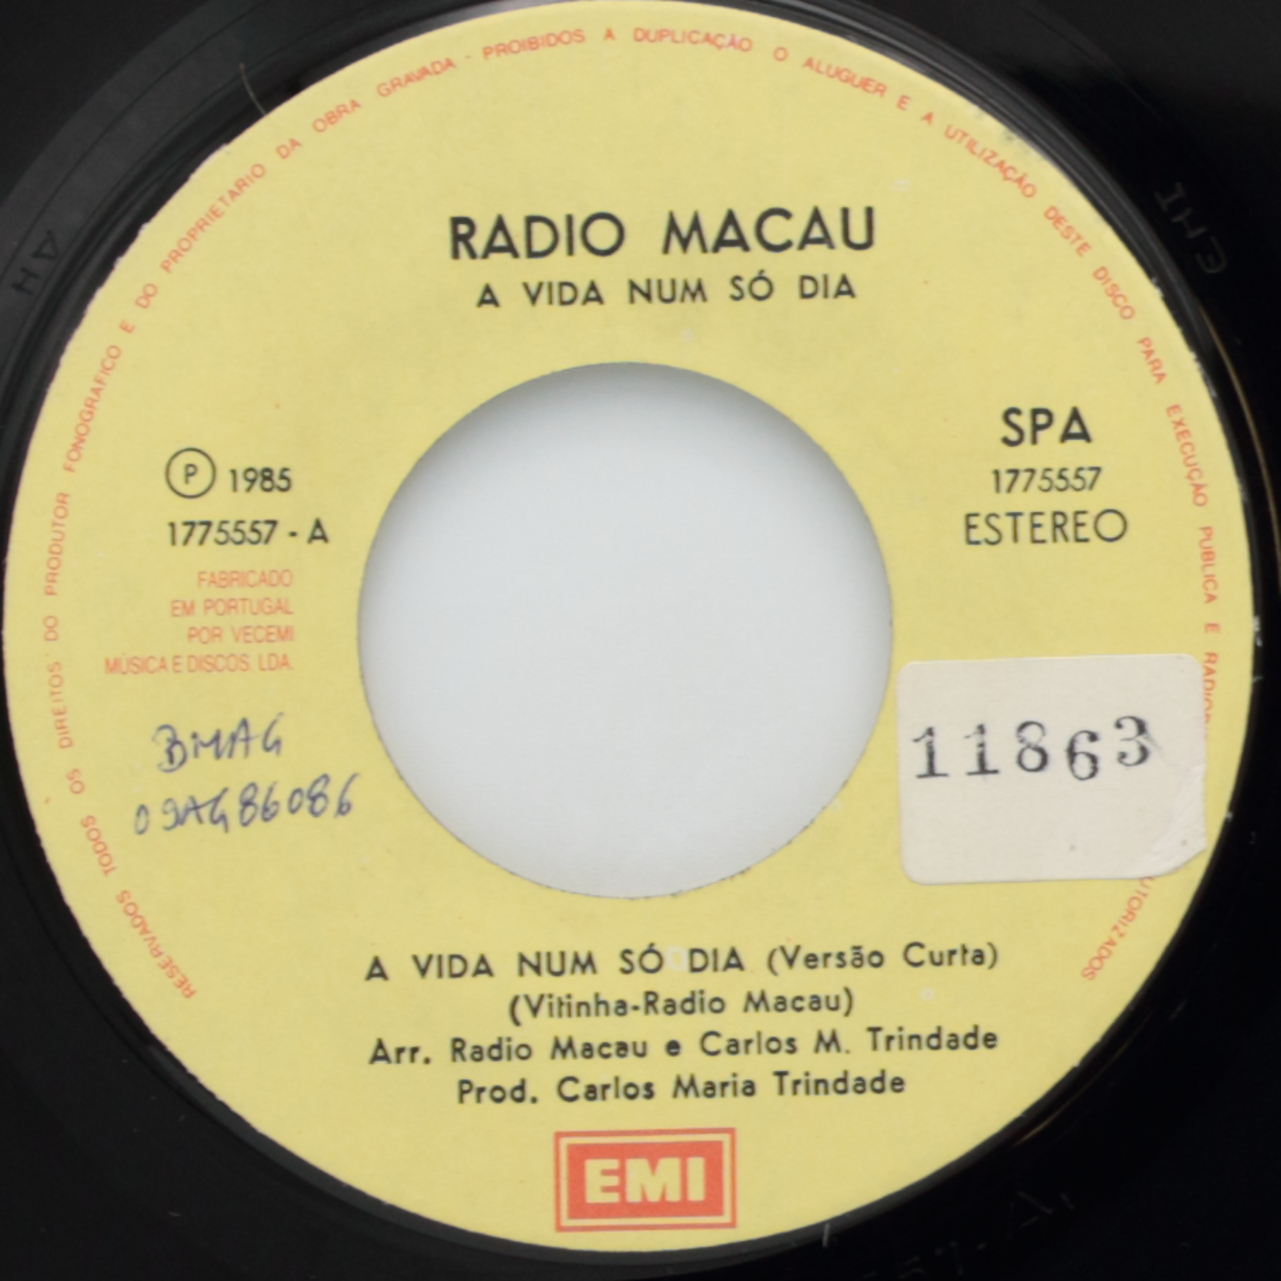 RESERVADOS TODOS OS DIREITOS DO PRODUTOR FONOGRAFICO E DO PROPRIETARIO DA OBRA GRAVADA - PROIBIDOS A DUPLICAÇÃO O ALUGUER E A UTILIZAÇÃO DESTE DISCO PARA EXECUÇÃO PUBLICA E
RADIO MACAU
A VIDA NUM SÓ DIA
SPA
1775557
ESTEREO
P 1985
1775557 - A
FABRICADO
EM PORTUGAL
POR VECEMI
MÚSICA E DISCOS, LDA.
BMAG
11863
A VIDA NUM SÓ DIA (Versão Curta)
(Vitinha-Radio Macau)
Arr. Radio Macau e Carlos M. Trindade
Prod. Carlos Maria Trindade
EMI
EMI